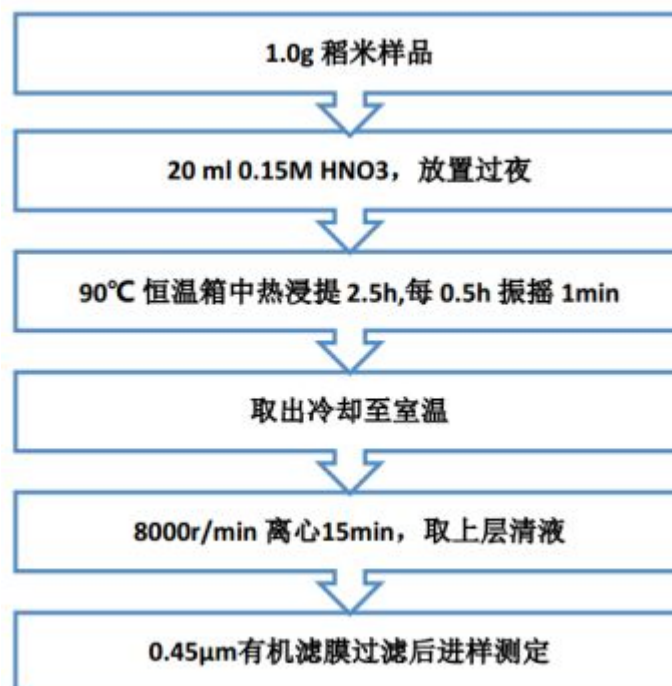 1.0g 稻米样品
20 ml 0.15M HNO3，放置过夜
90℃ 恒温箱中热浸提 2.5h,每 0.5h 振摇 1min
取出冷却至室温
8000r/min 离心15min，取上层清液
0.45μm有机滤膜过滤后进样测定